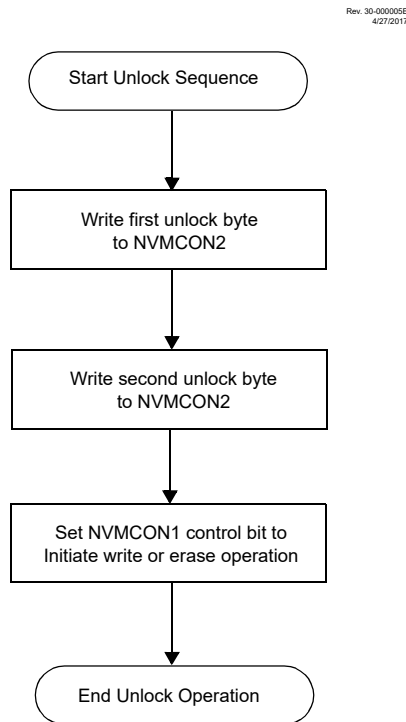 Rev. 30-000005B
4/27/2017
Start Unlock Sequence
Write first unlock byte
to NVMCON2
Write second unlock byte
to NVMCON2
Set NVMCON1 control bit to
Initiate write or erase operation
End Unlock Operation